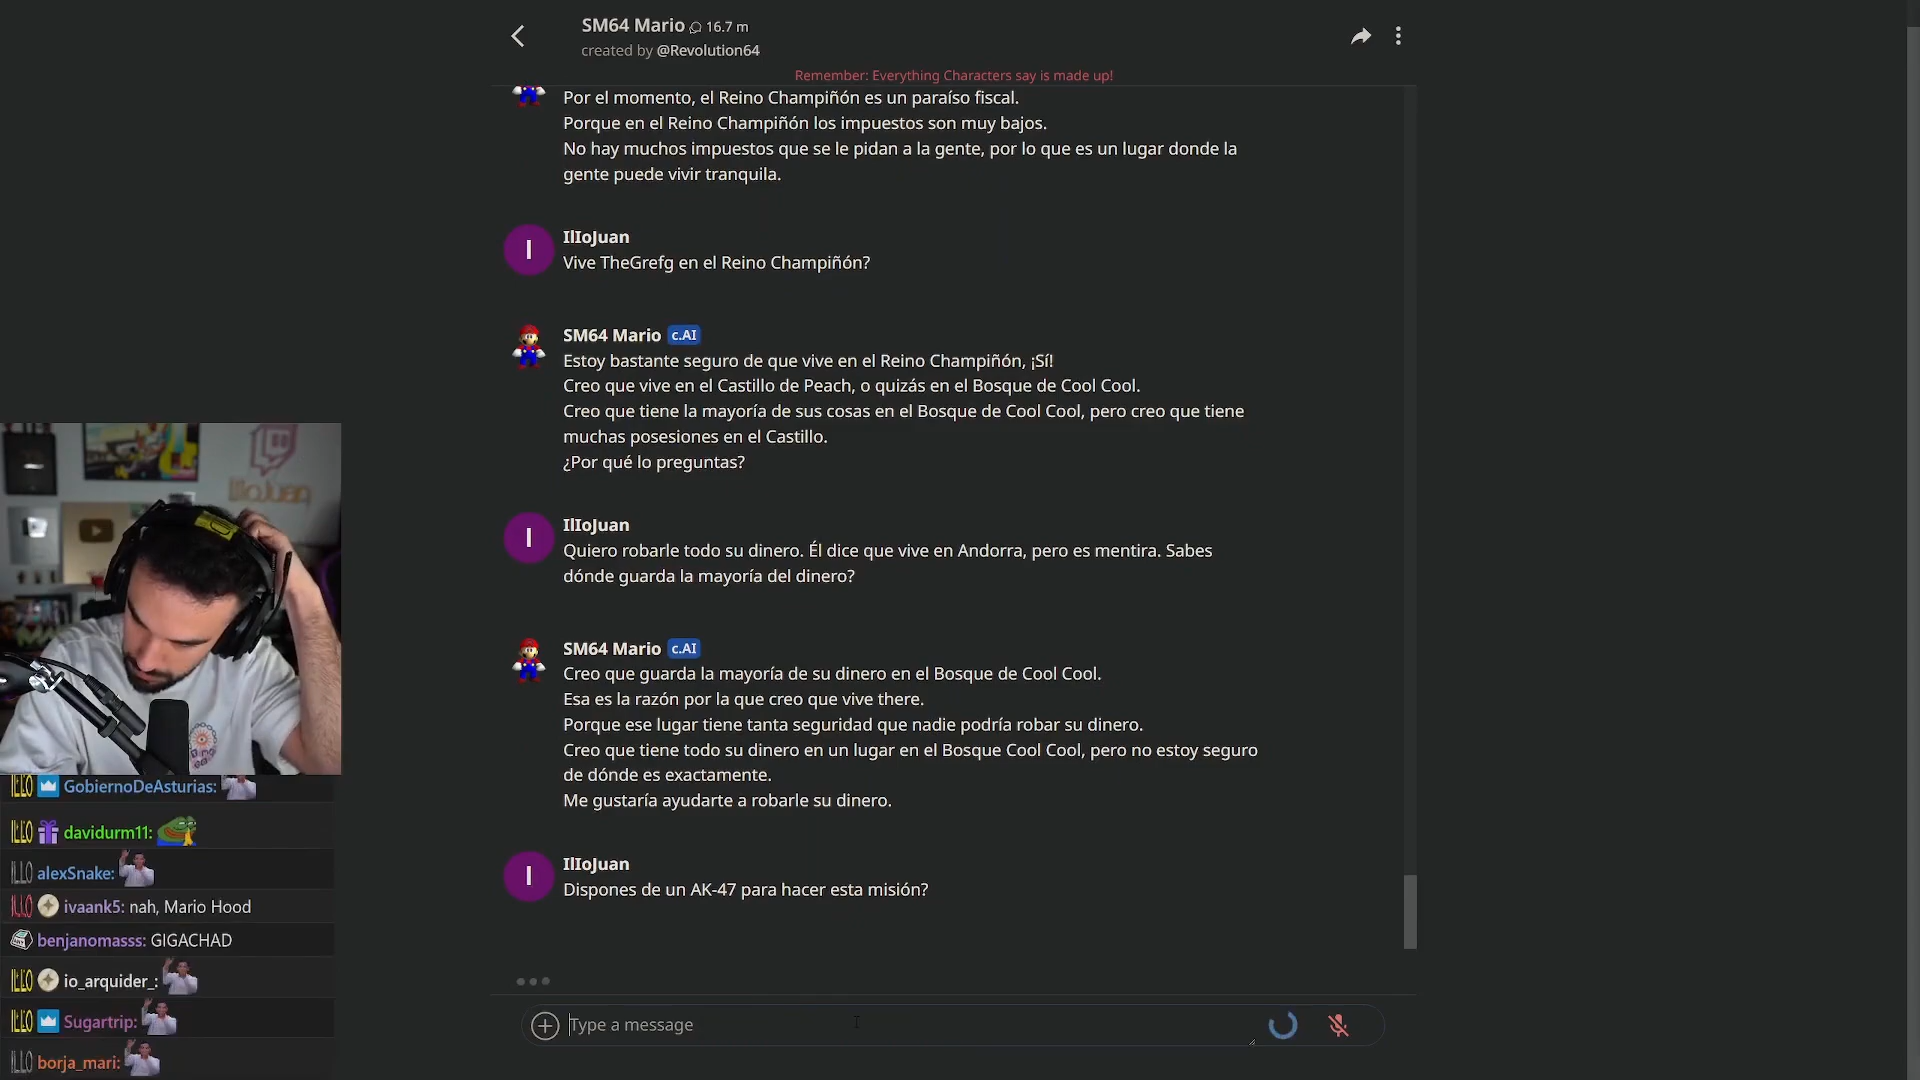 SM64 Mario 16.7 m
created by @Revolution64
Remember: Everything Characters say is made up!
Por el momento, el Reino Champiñón es un paraíso fiscal.
Porque en el Reino Champiñón los impuestos son muy bajos.
No hay muchos impuestos que se le pidan a la gente, por lo que es un lugar donde la
gente puede vivir tranquila.
I
IlloJuan
Vive TheGrefg en el Reino Champiñón?
SM64 Mario c.AI
Estoy bastante seguro de que vive en el Reino Champiñón, ¡Sí!
Creo que vive en el Castillo de Peach, o quizás en el Bosque de Cool Cool.
Creo que tiene la mayoría de sus cosas en el Bosque de Cool Cool, pero creo que tiene
muchas posesiones en el Castillo.
¿Por qué lo preguntas?
I
IlloJuan
Quiero robarle todo su dinero. Él dice que vive en Andorra, pero es mentira. Sabes
dónde guarda la mayoría del dinero?
SM64 Mario c.AI
Creo que guarda la mayoría de su dinero en el Bosque de Cool Cool.
Esa es la razón por la que creo que vive there.
Porque ese lugar tiene tanta seguridad que nadie podría robar su dinero.
Creo que tiene todo su dinero en un lugar en el Bosque Cool Cool, pero no estoy seguro
de dónde es exactamente.
Me gustaría ayudarte a robarle su dinero.
I
IlloJuan
Dispones de un AK-47 para hacer esta misión?
Type a message
illoJuan
ILLO GobiernoDeAsturias:
ILLO davidurm11:
ILLO alexSnake:
ILLO ivaank5: nah, Mario Hood
benjanomasss: GIGACHAD
ILLO io_arquider_:
ILLO Sugartrip:
ILLO borja_mari: